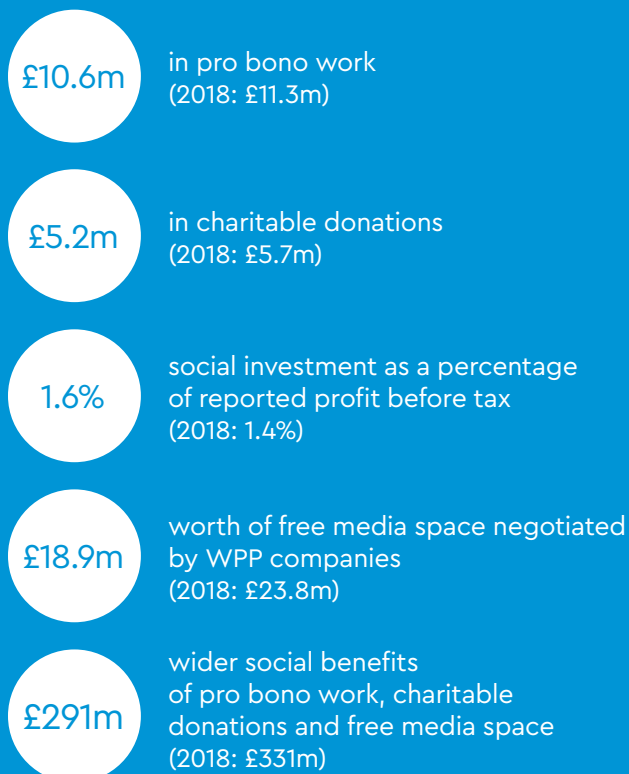 £10.6m
in pro bono work
(2018: £11.3m)
£5.2m
in charitable donations
(2018: £5.7m)
1.6%
social investment as a percentage
of reported profit before tax
(2018: 1.4%)
£18.9m
worth of free media space negotiated
by WPP companies
(2018: £23.8m)
£291m
wider social benefits
of pro bono work, charitable
donations and free media space
(2018: £331m)